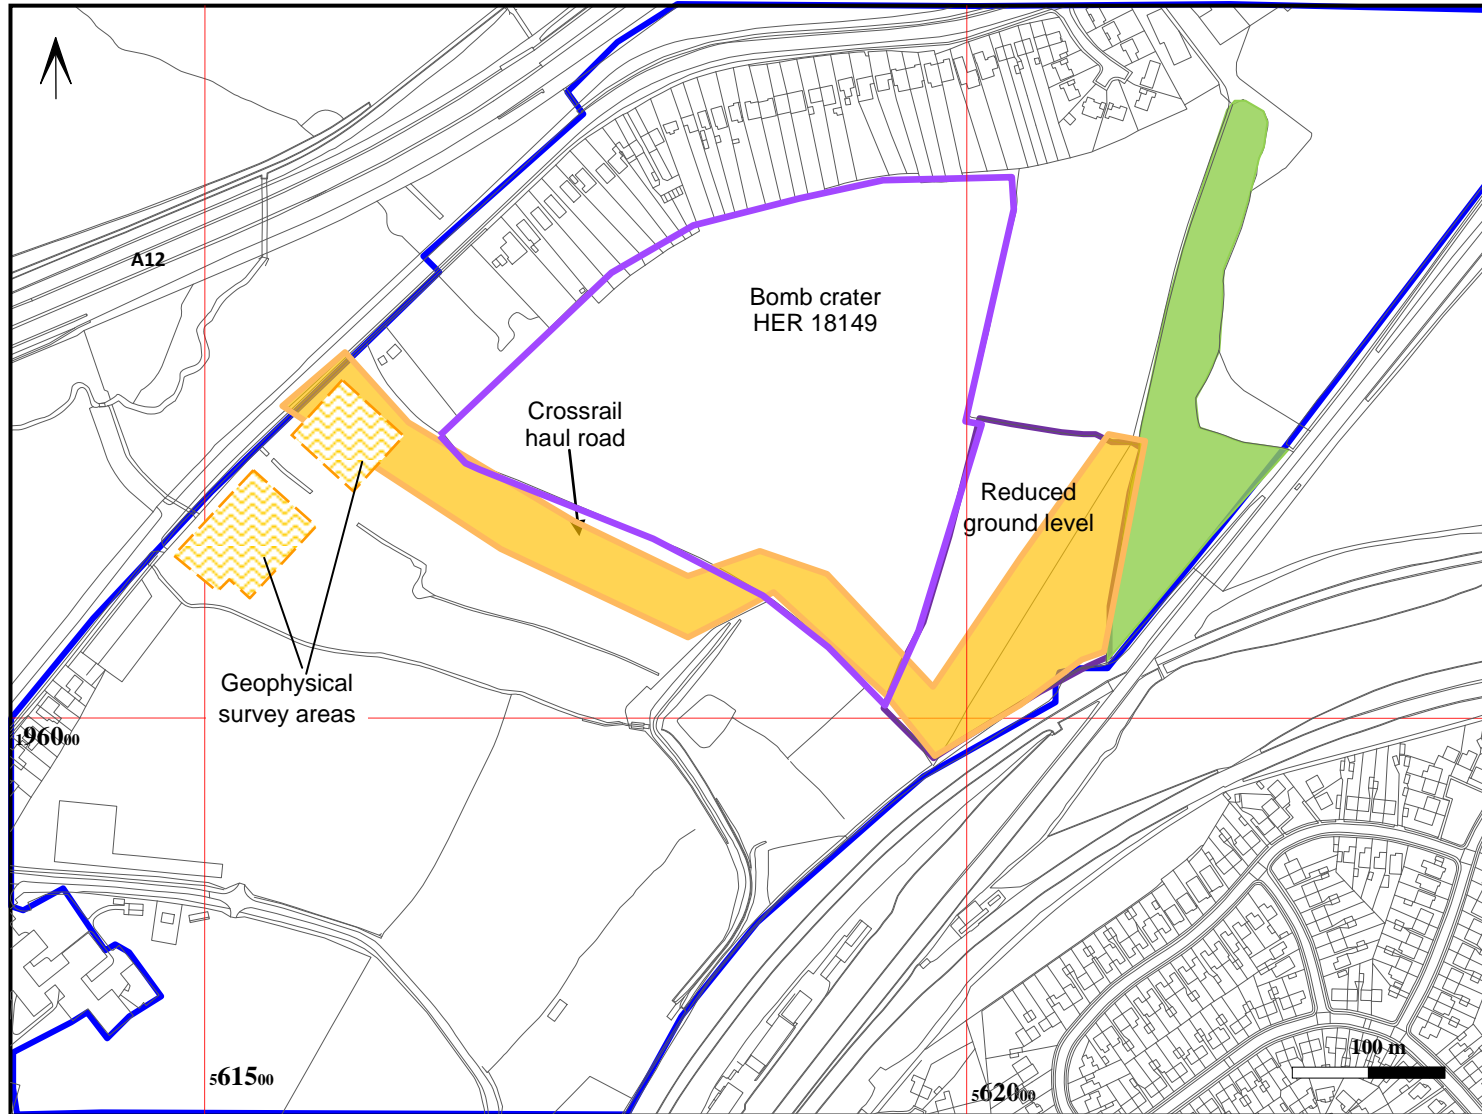 A12
Bomb crater
HER 18149
Crossrail
haul road
Reduced
ground level
Geophysical
survey areas
196000
561500
562000
100 m